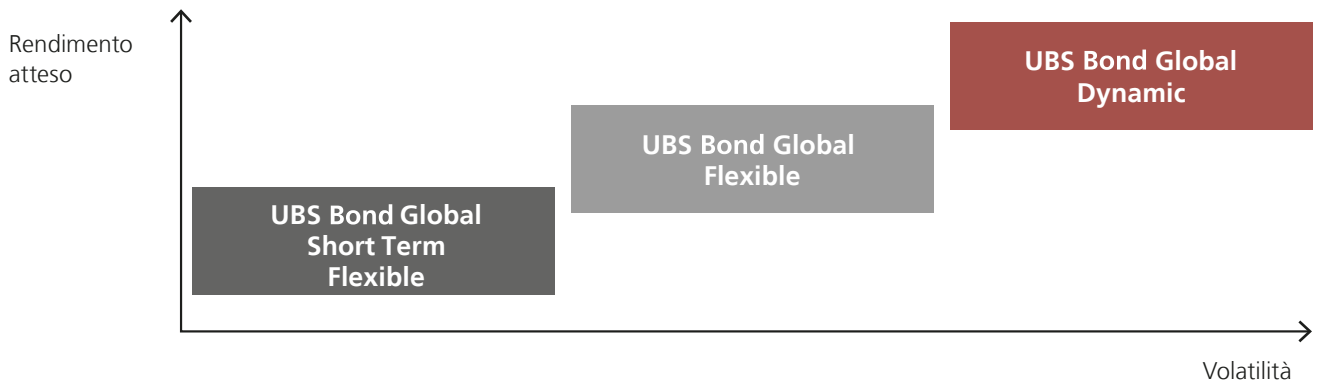 Rendimento
atteso
UBS Bond Global
Dynamic
UBS Bond Global
Flexible
UBS Bond Global
Short Term
Flexible
Volatilità